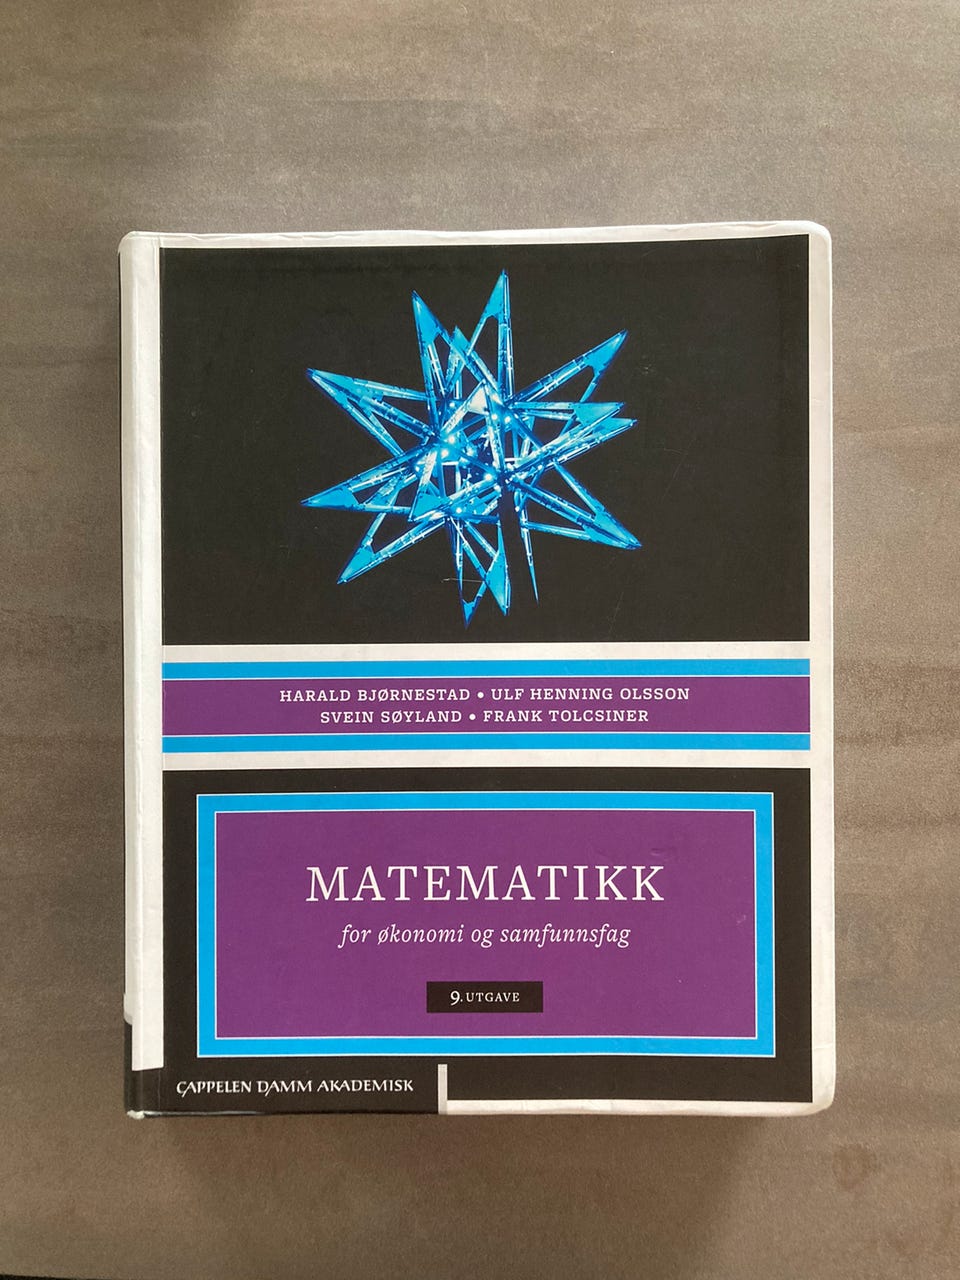 HARALD BJØRNESTAD • ULF HENNING OLSSON
SVEIN SØYLAND • FRANK TOLCSINER
MATEMATIKK
for økonomi og samfunnsfag
9. UTGAVE
CAPPELEN DAMM AKADEMISK